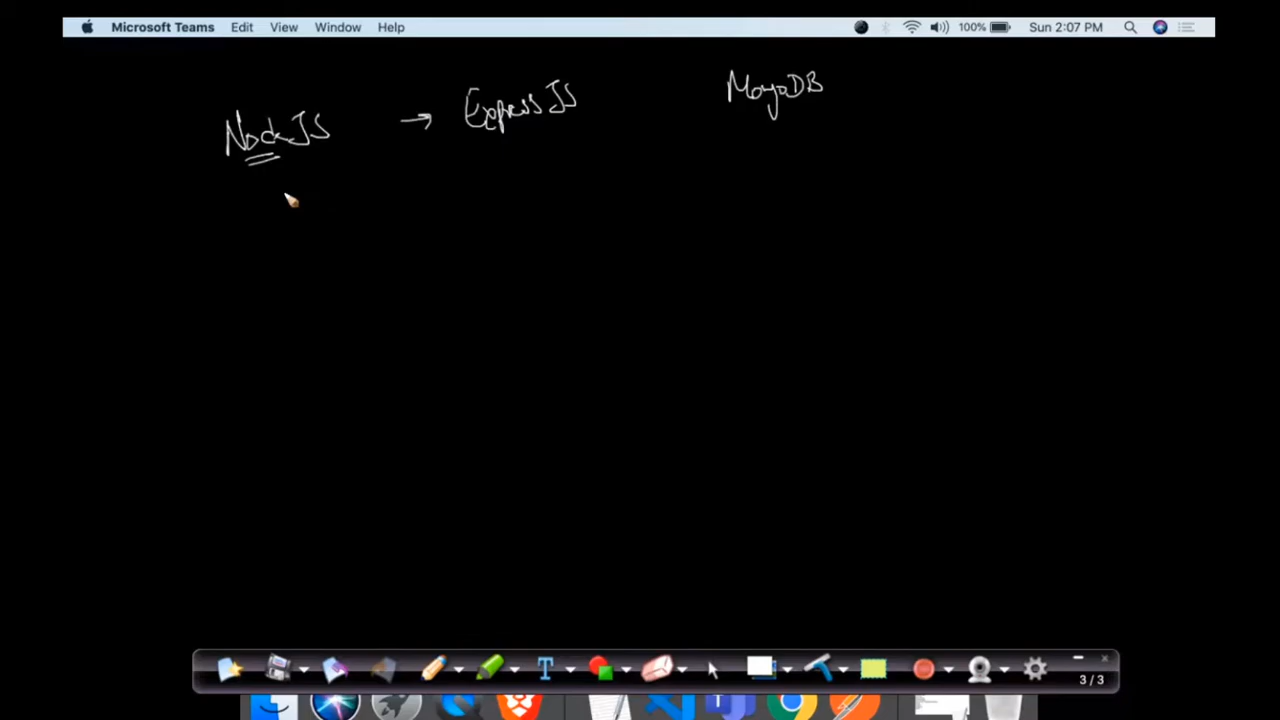 Microsoft Teams Edit View Window Help 100% Sun 2:07 PM
NodeJS → ExpressJS MongoDB
T
3 / 3
T